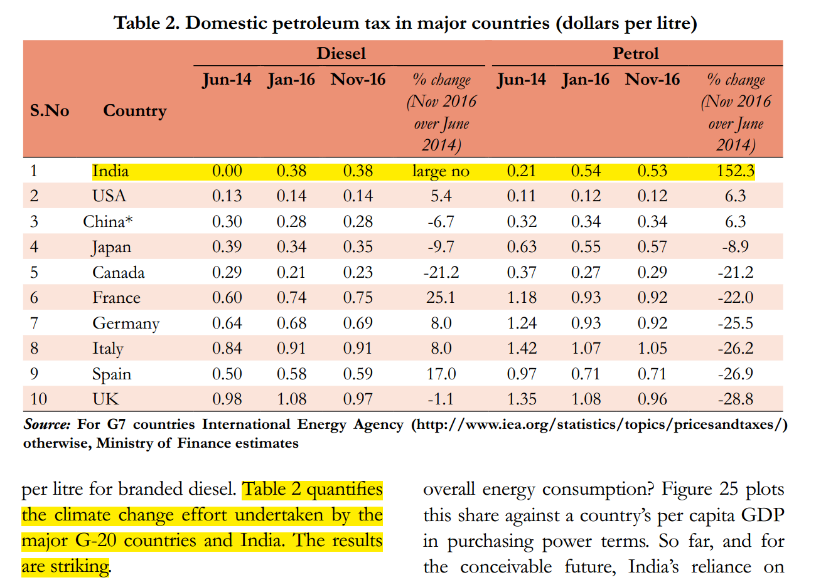 Table 2. Domestic petroleum tax in major countries (dollars per litre)
Diesel Petrol
S.No Country Jun-14 Jan-16 Nov-16 % change (Nov 2016 over June 2014) Jun-14 Jan-16 Nov-16 % change (Nov 2016 over June 2014)
1 India 0.00 0.38 0.38 large no 0.21 0.54 0.53 152.3
2 USA 0.13 0.14 0.14 5.4 0.11 0.12 0.12 6.3
3 China* 0.30 0.28 0.28 -6.7 0.32 0.34 0.34 6.3
4 Japan 0.39 0.34 0.35 -9.7 0.63 0.55 0.57 -8.9
5 Canada 0.29 0.21 0.23 -21.2 0.37 0.27 0.29 -21.2
6 France 0.60 0.74 0.75 25.1 1.18 0.93 0.92 -22.0
7 Germany 0.64 0.68 0.69 8.0 1.24 0.93 0.92 -25.5
8 Italy 0.84 0.91 0.91 8.0 1.42 1.07 1.05 -26.2
9 Spain 0.50 0.58 0.59 17.0 0.97 0.71 0.71 -26.9
10 UK 0.98 1.08 0.97 -1.1 1.35 1.08 0.96 -28.8
Source: For G7 countries International Energy Agency (http://www.iea.org/statistics/topics/pricesandtaxes/)
otherwise, Ministry of Finance estimates
per litre for branded diesel. Table 2 quantifies
the climate change effort undertaken by the
major G-20 countries and India. The results
are striking.
overall energy consumption? Figure 25 plots
this share against a country's per capita GDP
in purchasing power terms. So far, and for
the conceivable future, India's reliance on